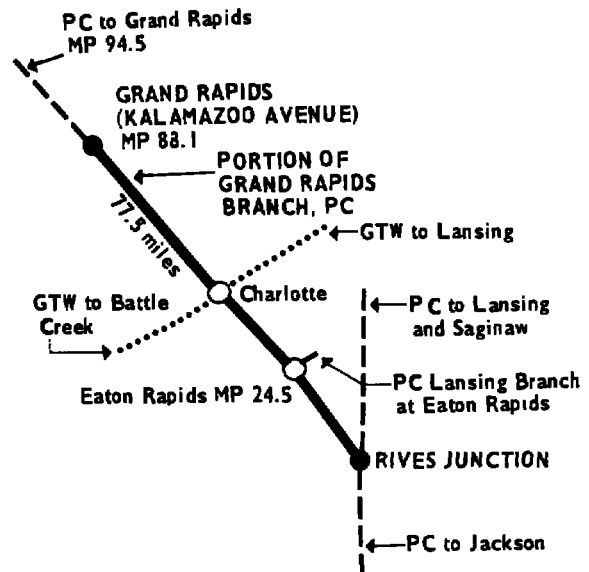 PC to Grand Rapids
MP 94.5
GRAND RAPIDS
(KALAMAZOO AVENUE)
MP 88.1
PORTION OF
GRAND RAPIDS
BRANCH, PC
77.5 miles
GTW to Lansing
GTW to Battle
Creek
Charlotte
PC to Lansing
and Saginaw
Eaton Rapids MP 24.5
PC Lansing Branch
at Eaton Rapids
RIVES JUNCTION
PC to Jackson